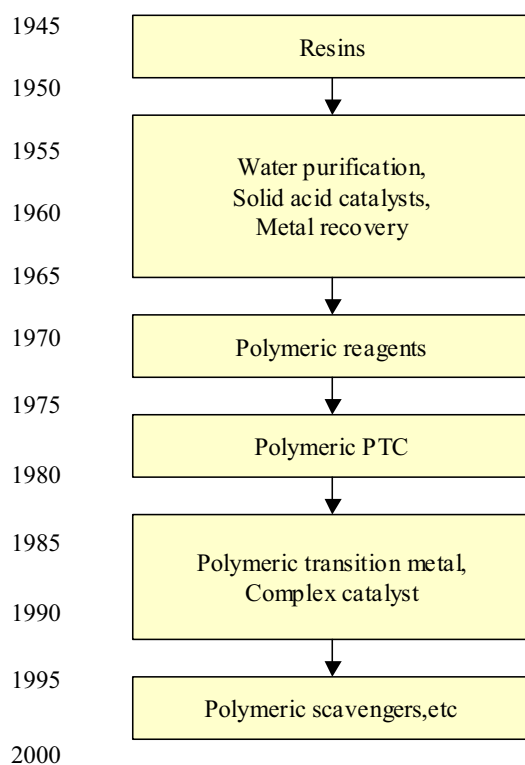 1945
Resins
1950
1955
Water purification,
Solid acid catalysts,
1960
Metal recovery
1965
1970
Polymeric reagents
1975
Polymeric PTC
1980
1985
Polymeric transition metal,
Complex catalyst
1990
1995
Polymeric scavengers,etc
2000